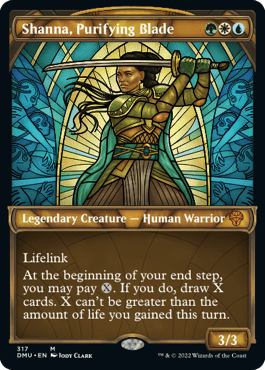 Shanna, Purifying Blade
Legendary Creature — Human Warrior
Lifelink
At the beginning of your end step,
you may pay X. If you do, draw X
cards. X can't be greater than the
amount of life you gained this turn.
3/3
317 M
DMU • EN Jody Clark
™ & © 2022 Wizards of the Coast